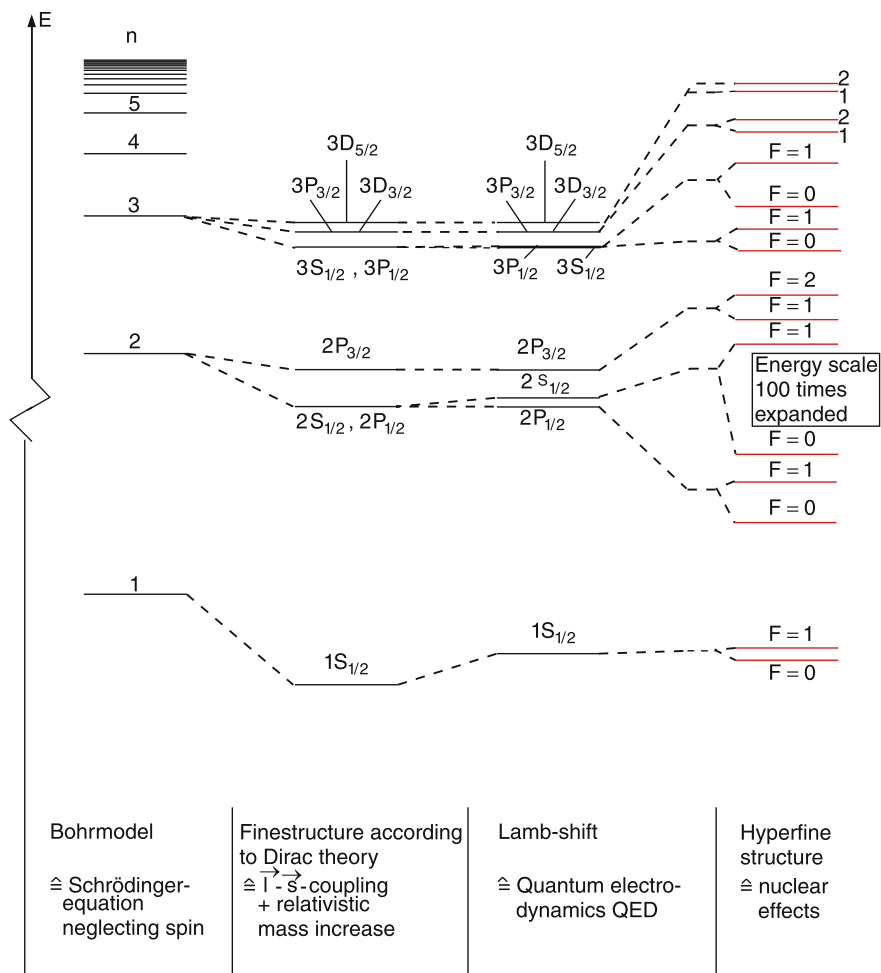 E
n
5
4
3
2
1
3D5/2
3P3/2 3D3/2
3S1/2 , 3P1/2
2P3/2
2S1/2 , 2P1/2
1S1/2
3D5/2
3P3/2 3D3/2
3P1/2 3S1/2
2P3/2
2 S1/2
2P1/2
1S1/2
2
1
2
1
F = 1
F = 0
F = 1
F = 0
F = 2
F = 1
F = 1
Energy scale
100 times
expanded
F = 0
F = 1
F = 0
F = 1
F = 0
Bohrmodel
≙ Schrödinger-
equation
neglecting spin
Finestructure according
to Dirac theory
≙ l⃗ - s⃗ - coupling
+ relativistic
mass increase
Lamb-shift
≙ Quantum electro-
dynamics QED
Hyperfine
structure
≙ nuclear
effects